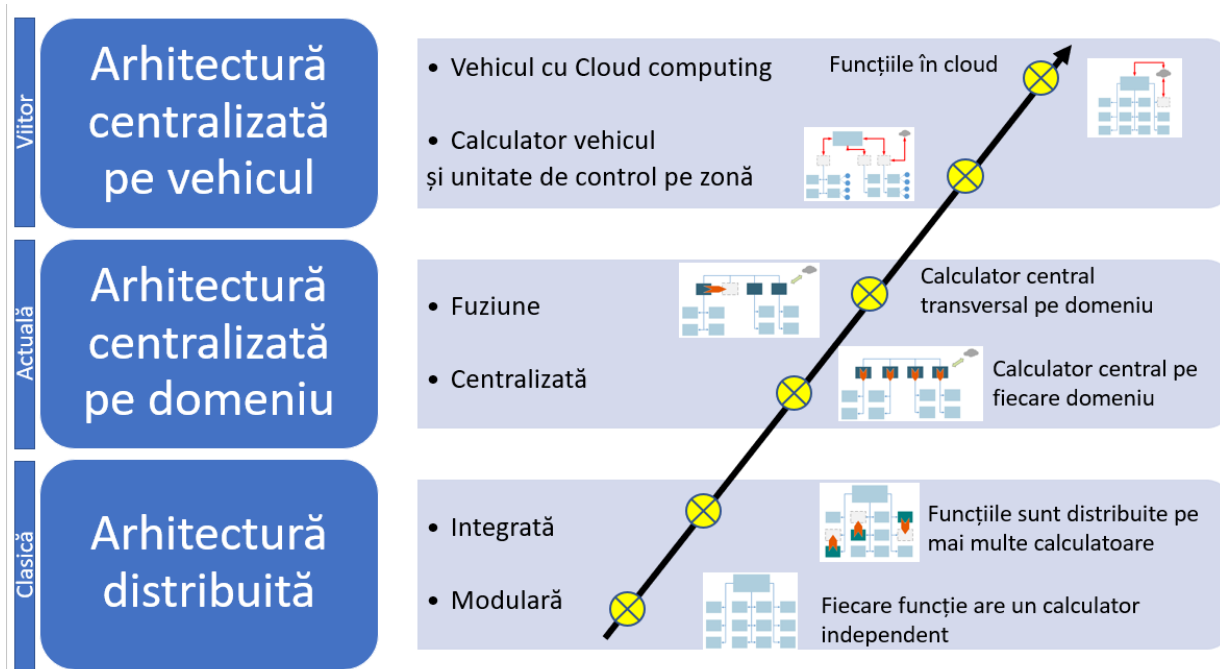 Viitor
Arhitectură
centralizată
pe vehicul
• Vehicul cu Cloud computing
Funcțiile în cloud
• Calculator vehicul
și unitate de control pe zonă
Actuală
Arhitectură
centralizată
pe domeniu
• Fuziune
Calculator central
transversal pe domeniu
• Centralizată
Calculator central pe
fiecare domeniu
Clasică
Arhitectură
distribuită
• Integrată
Funcțiile sunt distribuite pe
mai multe calculatoare
• Modulară
Fiecare funcție are un calculator
independent